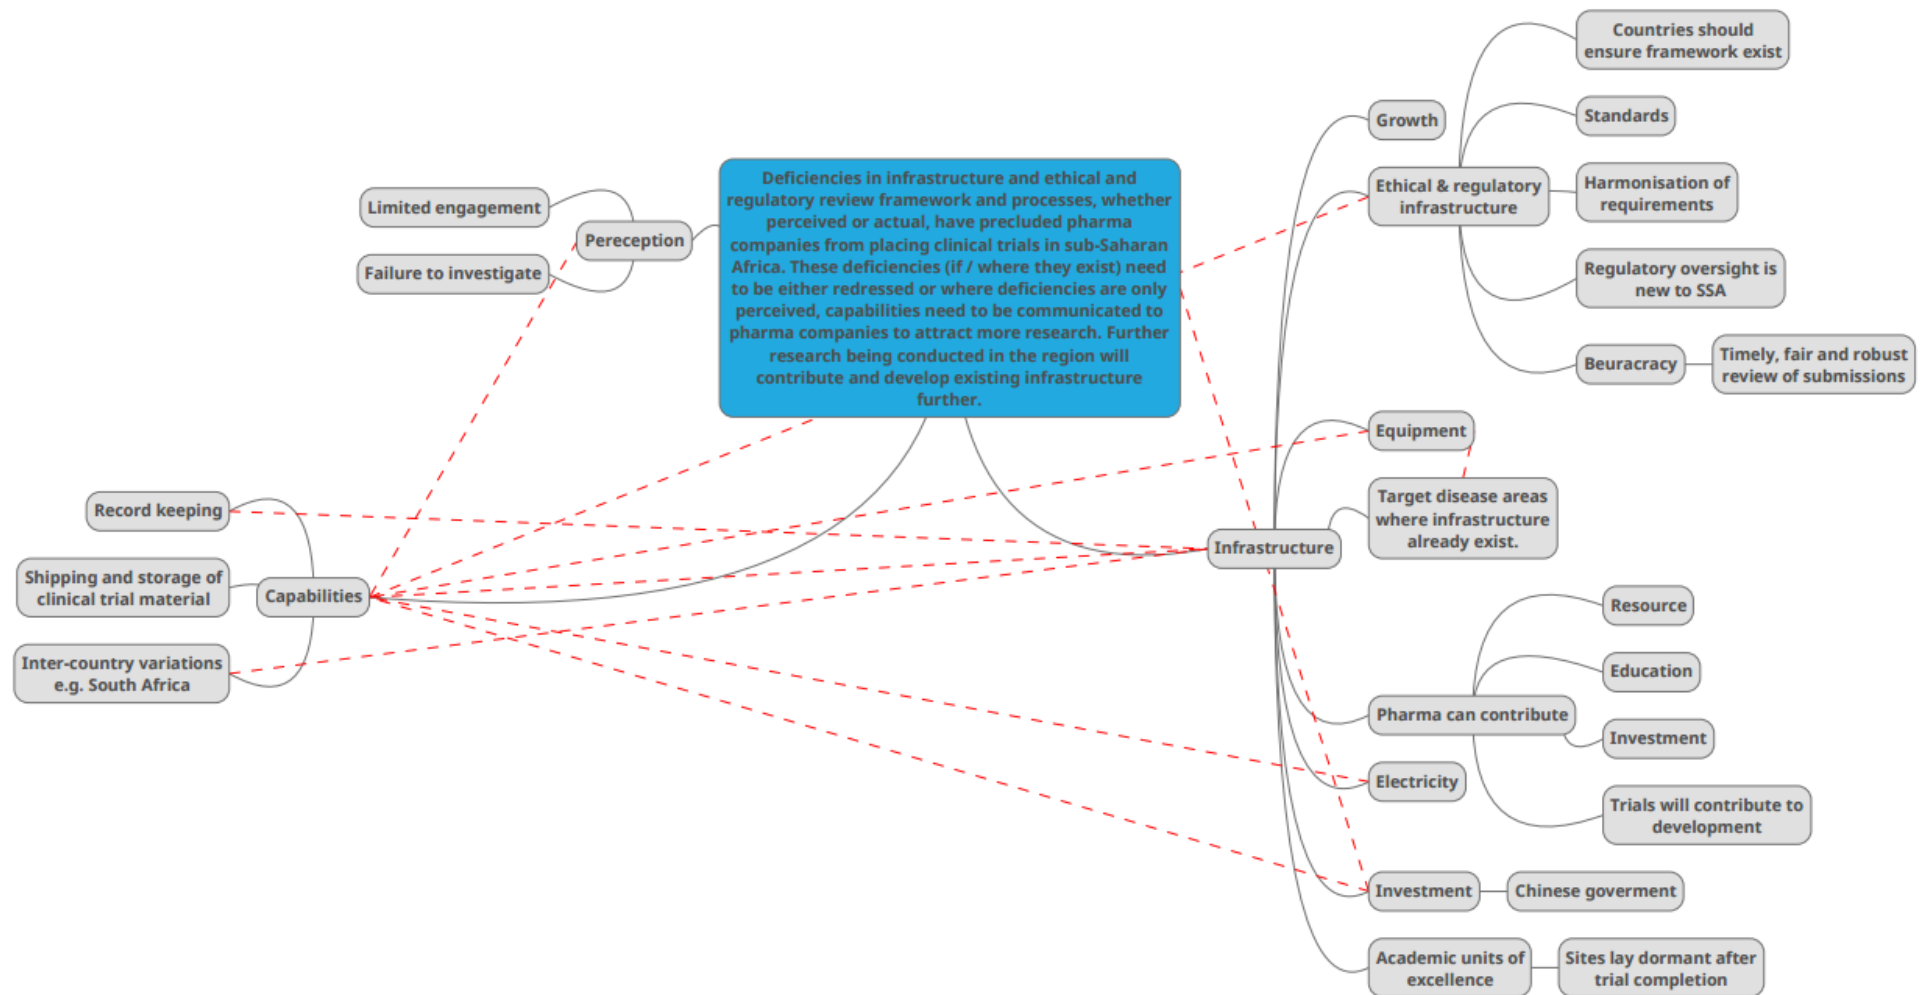 Deficiencies in infrastructure and ethical and
regulatory review framework and processes, whether
perceived or actual, have precluded pharma
companies from placing clinical trials in sub-Saharan
Africa. These deficiencies (if / where they exist) need
to be either redressed or where deficiencies are only
perceived, capabilities need to be communicated to
pharma companies to attract more research. Further
research being conducted in the region will
contribute and develop existing infrastructure
further.
Pereception
Limited engagement
Failure to investigate
Capabilities
Record keeping
Shipping and storage of
clinical trial material
Inter-country variations
e.g. South Africa
Infrastructure
Growth
Ethical & regulatory
infrastructure
Countries should
ensure framework exist
Standards
Harmonisation of
requirements
Regulatory oversight is
new to SSA
Beuracracy
Timely, fair and robust
review of submissions
Equipment
Target disease areas
where infrastructure
already exist.
Pharma can contribute
Resource
Education
Investment
Trials will contribute to
development
Electricity
Investment
Chinese goverment
Academic units of
excellence
Sites lay dormant after
trial completion